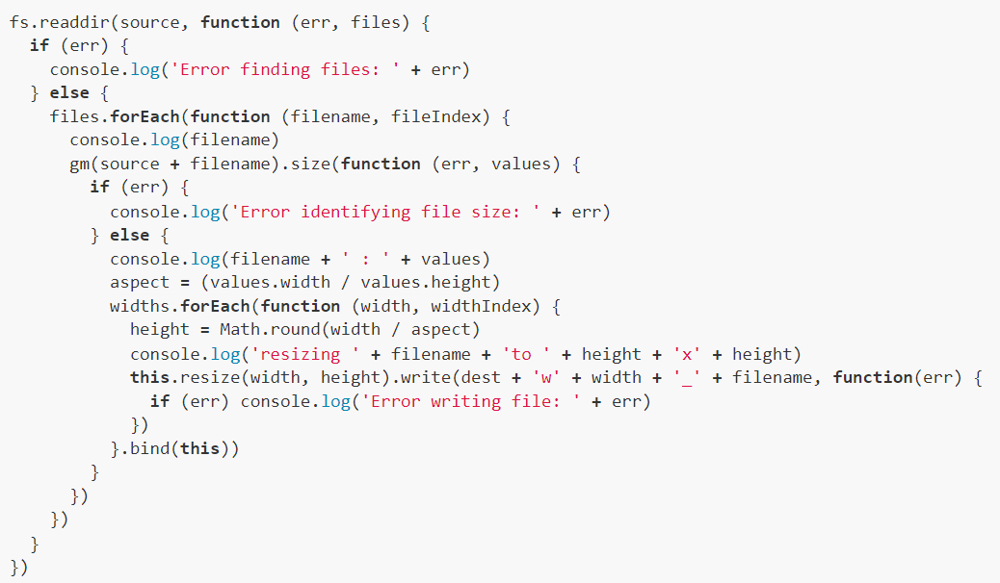 fs.readdir(source, function (err, files) {
  if (err) {
    console.log('Error finding files: ' + err)
  } else {
    files.forEach(function (filename, fileIndex) {
      console.log(filename)
      gm(source + filename).size(function (err, values) {
        if (err) {
          console.log('Error identifying file size: ' + err)
        } else {
          console.log(filename + ' : ' + values)
          aspect = (values.width / values.height)
          widths.forEach(function (width, widthIndex) {
            height = Math.round(width / aspect)
            console.log('resizing ' + filename + 'to ' + height + 'x' + height)
            this.resize(width, height).write(dest + 'w' + width + '_' + filename, function(err) {
              if (err) console.log('Error writing file: ' + err)
            })
          }.bind(this))
        }
      })
    })
  }
})